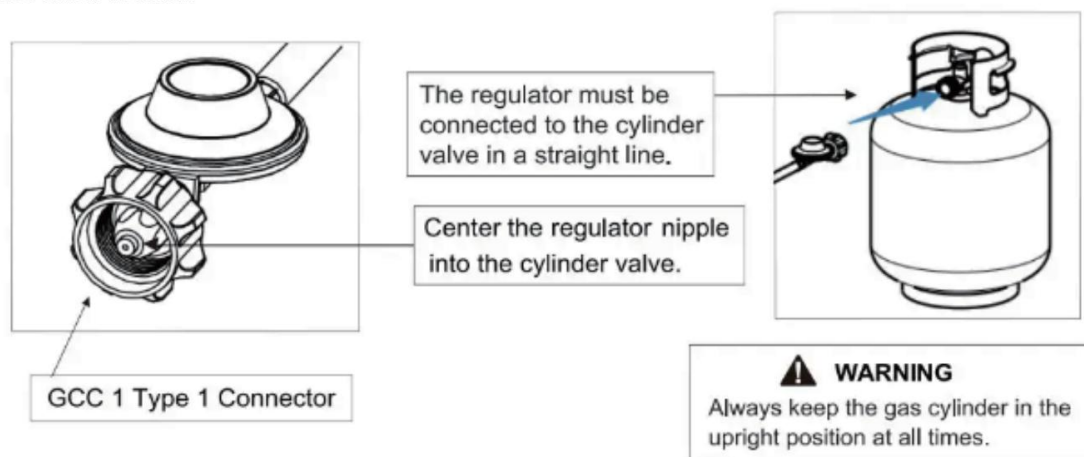 The regulator must be
connected to the cylinder
valve in a straight line.
Center the regulator nipple
into the cylinder valve.
GCC 1 Type 1 Connector
WARNING
Always keep the gas cylinder in the
upright position at all times.